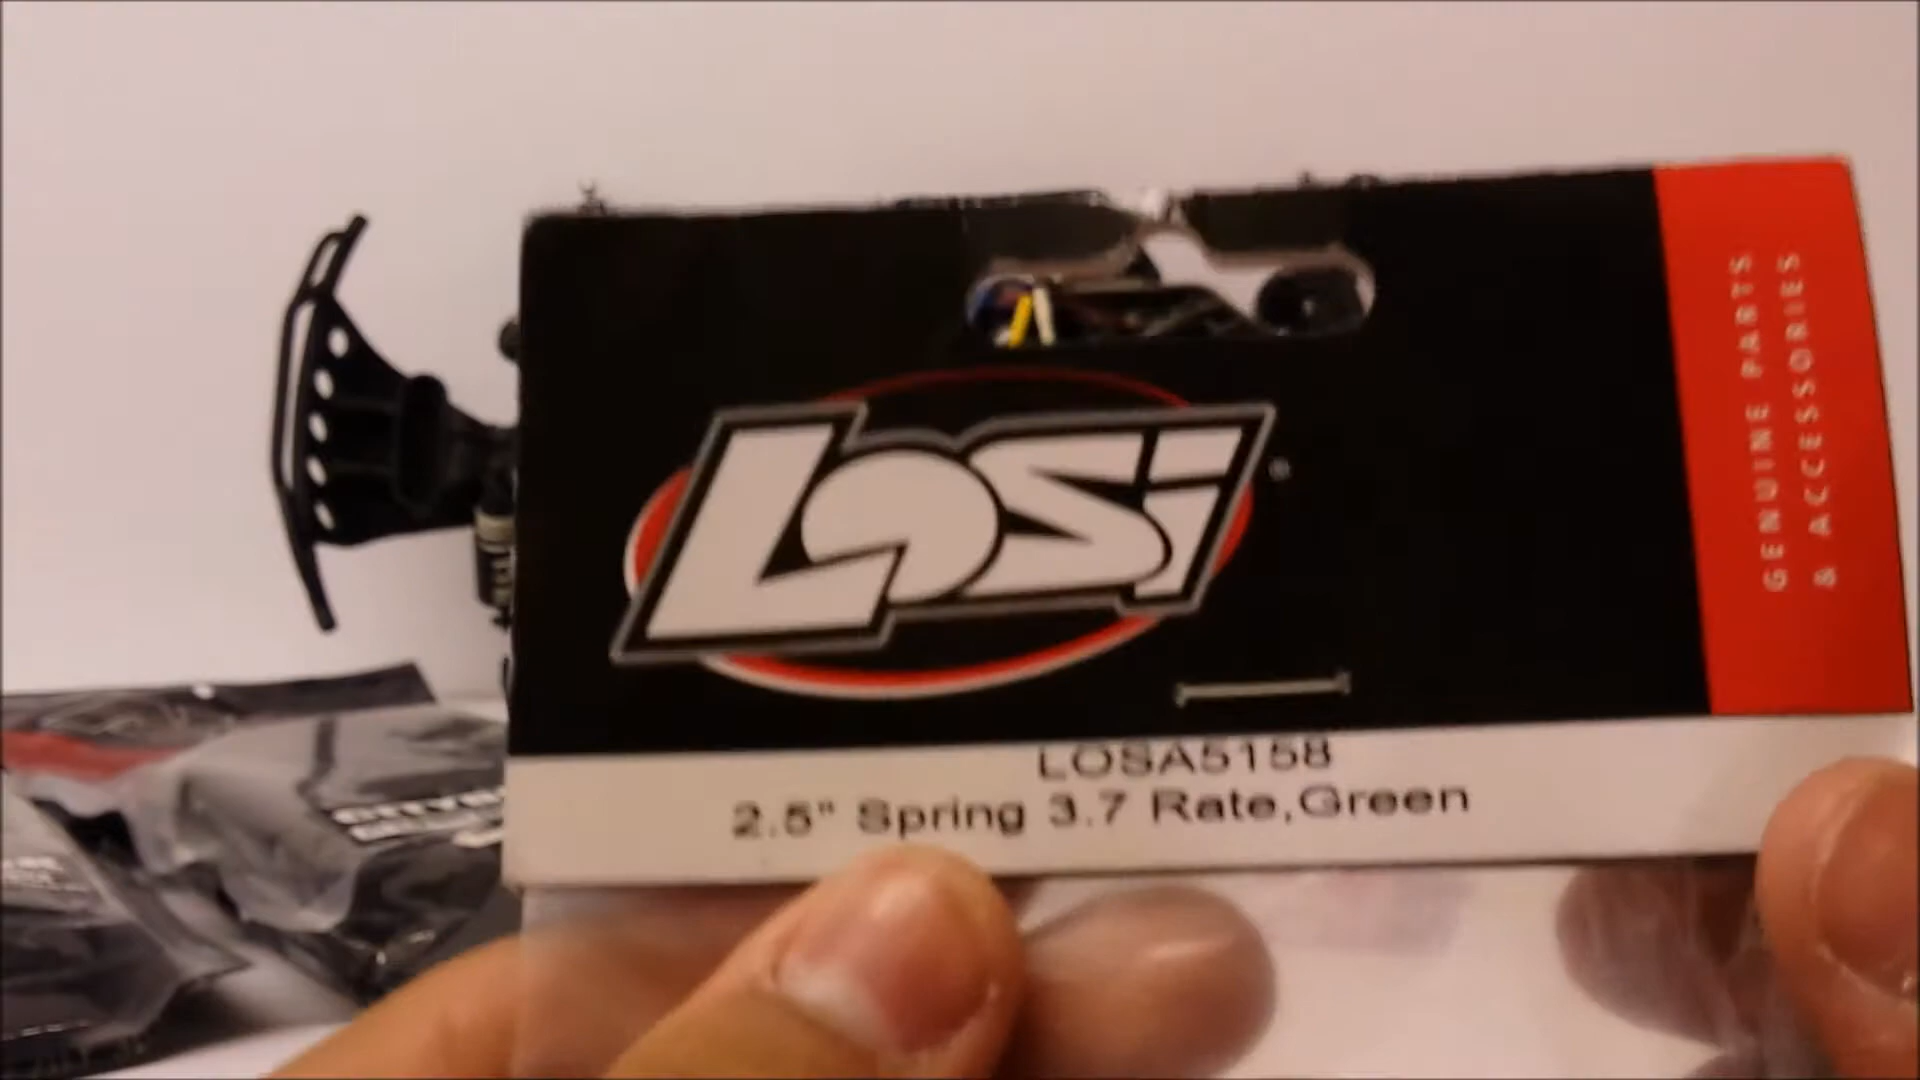 Losi
®
GENUINE PARTS
& ACCESSORIES
LOSA5158
2.5" Spring 3.7 Rate,Green